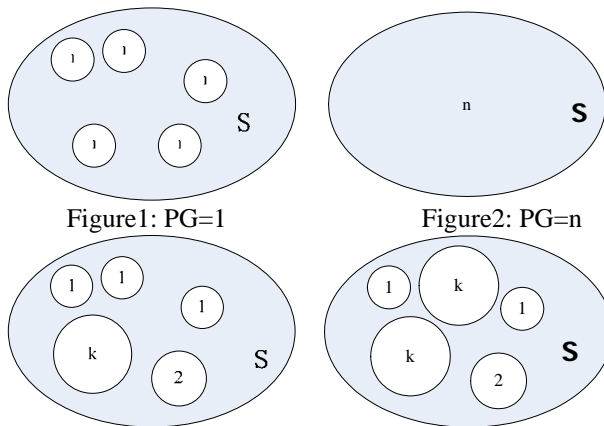 1 1 1 S
1 1
n S
Figure1: PG=1 Figure2: PG=n
1 1 1
k 2 S
1 k 1
k 2 S